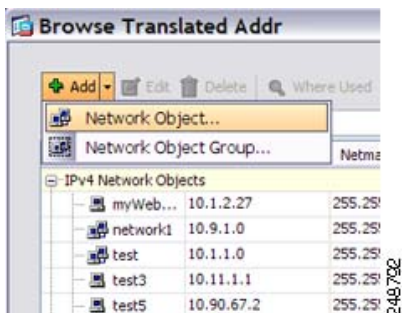 Browse Translated Addr
Add Edit Delete Where Used
Network Object...
Network Object Group...
Netma
IPv4 Network Objects
myWeb... 10.1.2.27 255.25
network1 10.9.1.0 255.25
test 10.1.1.0 255.25
test3 10.11.1.1 255.25
test5 10.90.67.2 255.25
248792